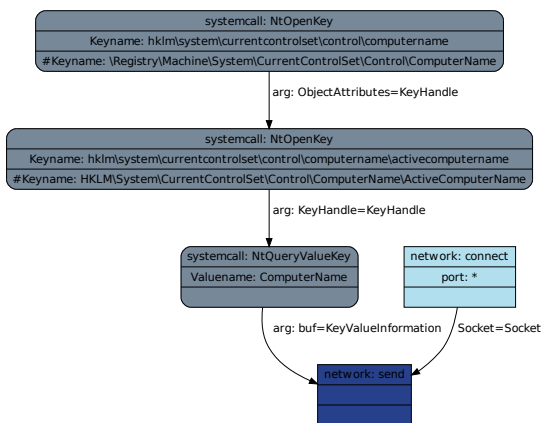 systemcall: NtOpenKey
Keyname: hklm\system\currentcontrolset\control\computername
#Keyname: \Registry\Machine\System\CurrentControlSet\Control\ComputerName
arg: ObjectAttributes=KeyHandle
systemcall: NtOpenKey
Keyname: hklm\system\currentcontrolset\control\computername\activecomputername
#Keyname: HKLM\System\CurrentControlSet\Control\ComputerName\ActiveComputerName
arg: KeyHandle=KeyHandle
systemcall: NtQueryValueKey
Valuename: ComputerName
network: connect
port: *
arg: buf=KeyValueInformation
Socket=Socket
network: send